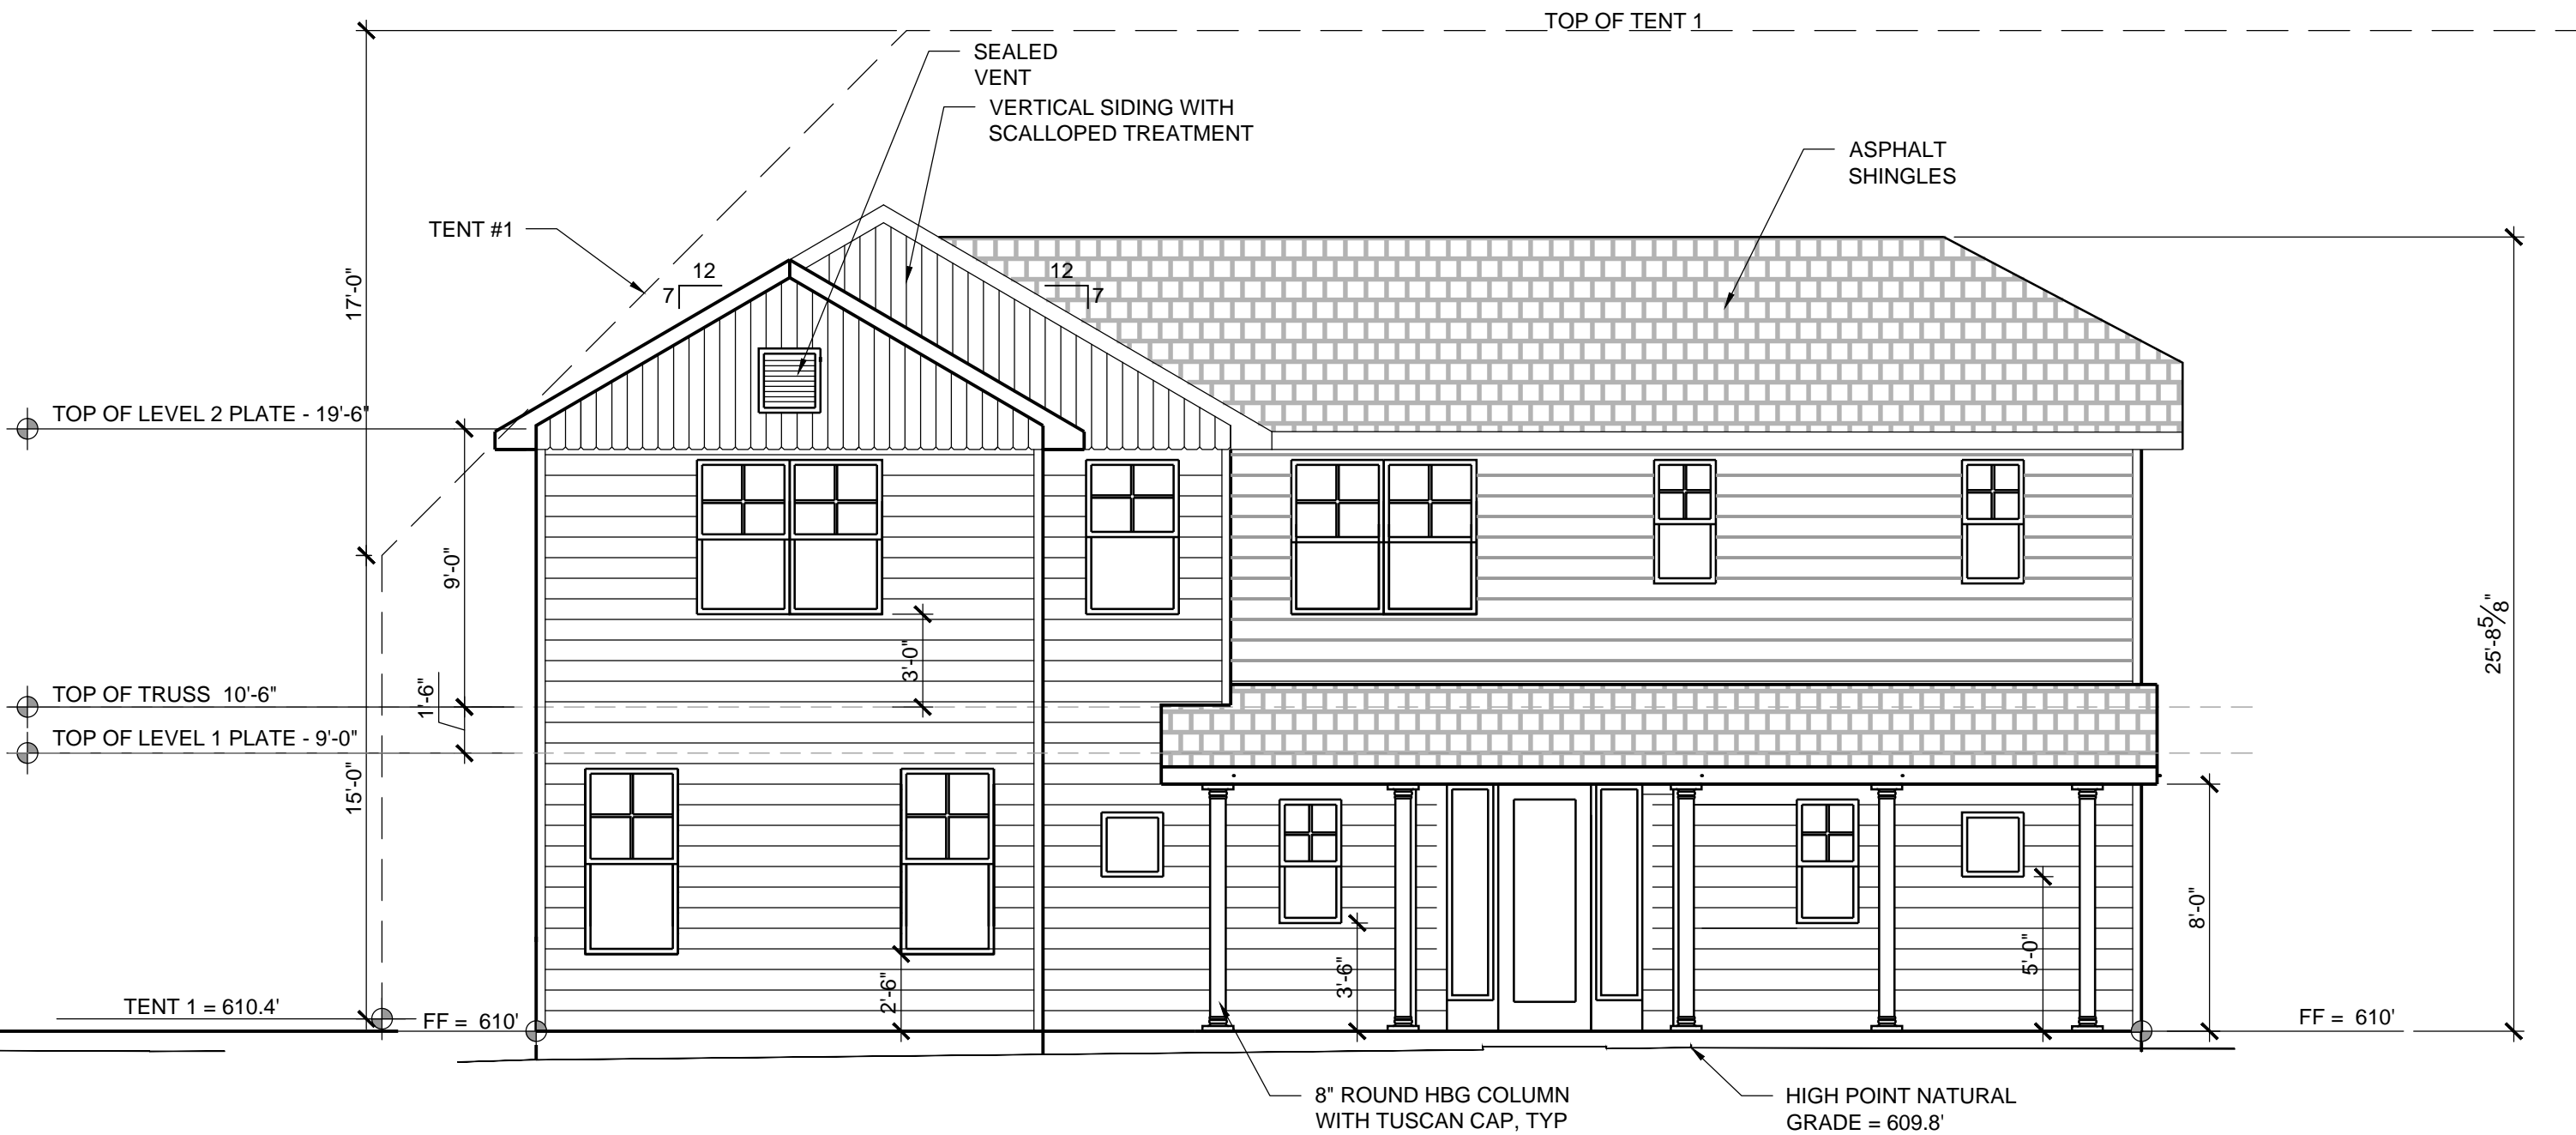 TOP OF TENT 1
SEALED
VENT
VERTICAL SIDING WITH
SCALLOPED TREATMENT
ASPHALT
SHINGLES
TENT #1
12
7
12
7
17'-0"
TOP OF LEVEL 2 PLATE - 19'-6"
9'-0"
3'-0"
25'-8 5/8"
TOP OF TRUSS 10'-6"
1'-6"
TOP OF LEVEL 1 PLATE - 9'-0"
15'-0"
2'-6"
3'-6"
5'-0"
8'-0"
TENT 1 = 610.4'
FF = 610'
FF = 610'
8" ROUND HBG COLUMN
WITH TUSCAN CAP, TYP
HIGH POINT NATURAL
GRADE = 609.8'